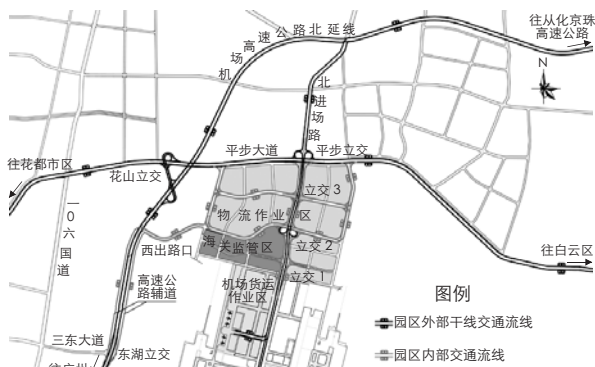 往从化京珠
高速公路
机场高速公路北延线
N
北进场路
平步大道
平步立交
往花都市区
花山立交
立交3
物流作业区
一〇六国道
海关监管区
立交2
西出路口
往白云区
立交1
机场货运
作业区
高速公
路辅道
图例
园区外部干线交通流线
三东大道
东湖立交
园区内部交通流线
往广州